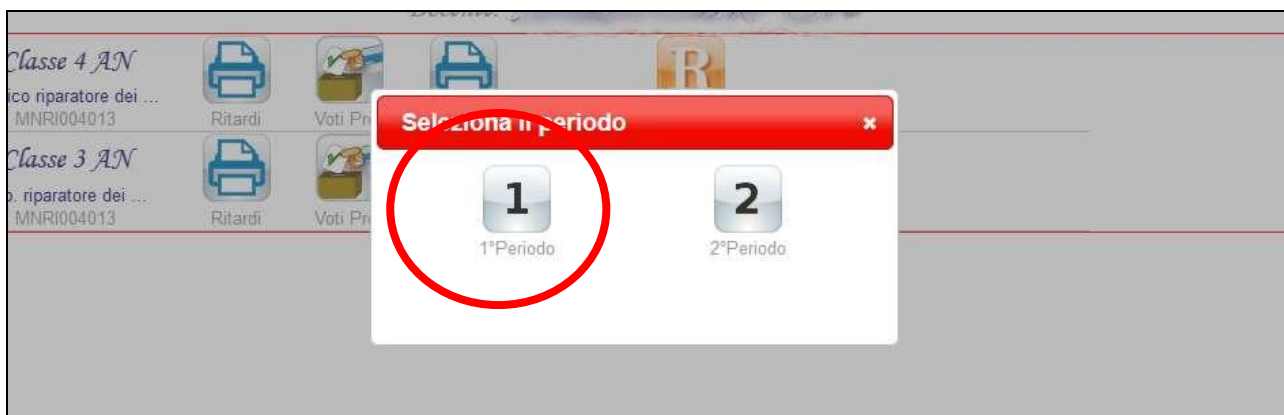 Docente:
Classe 4 AN
ico riparatore dei ...
MNRI004013
Ritardi
Voti Pr
R
Classe 3 AN
. riparatore dei ...
MNRI004013
Ritardi
Voti Pr
Seleziona il periodo
×
1
1°Periodo
2
2°Periodo